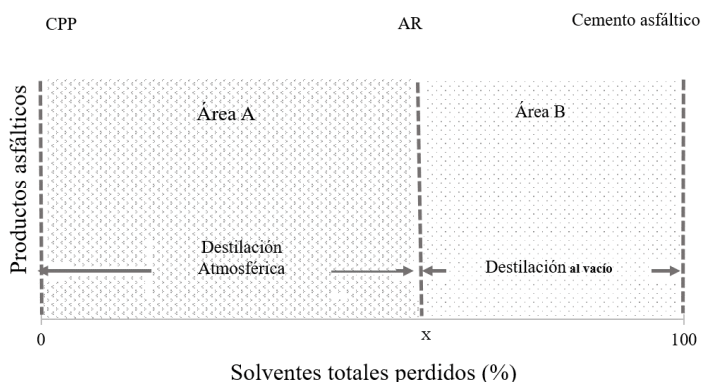 CPP
AR
Cemento asfáltico
Área A
Área B
Productos asfálticos
Destilación
Atmosférica
Destilación al vacío
0
x
100
Solventes totales perdidos (%)